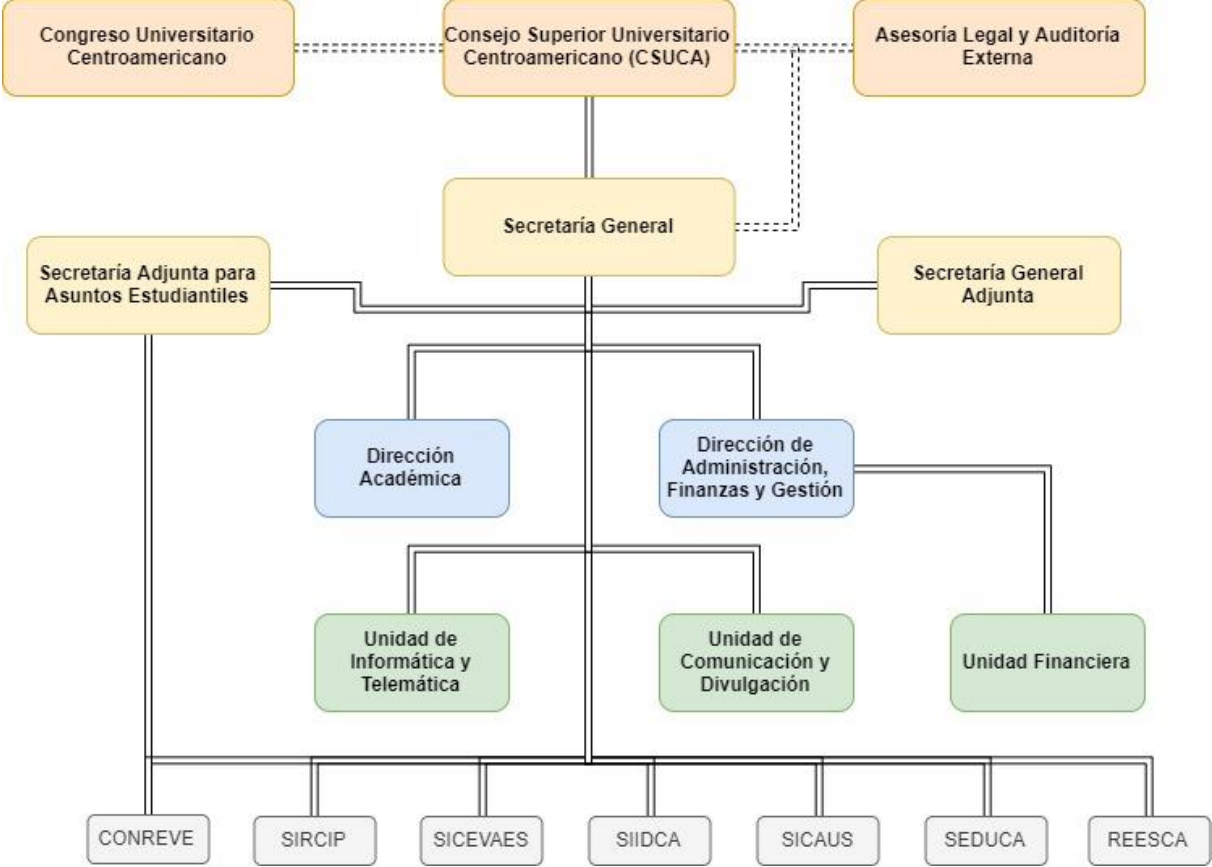 Congreso Universitario
Centroamericano
Consejo Superior Universitario
Centroamericano (CSUCA)
Asesoría Legal y Auditoría
Externa
Secretaría General
Secretaría Adjunta para
Asuntos Estudiantiles
Secretaría General
Adjunta
Dirección
Académica
Dirección de
Administración,
Finanzas y Gestión
Unidad de
Informática y
Telemática
Unidad de
Comunicación y
Divulgación
Unidad Financiera
CONREVE
SIRCIP
SICEVAES
SIIDCA
SICAUS
SEDUCA
REESCA